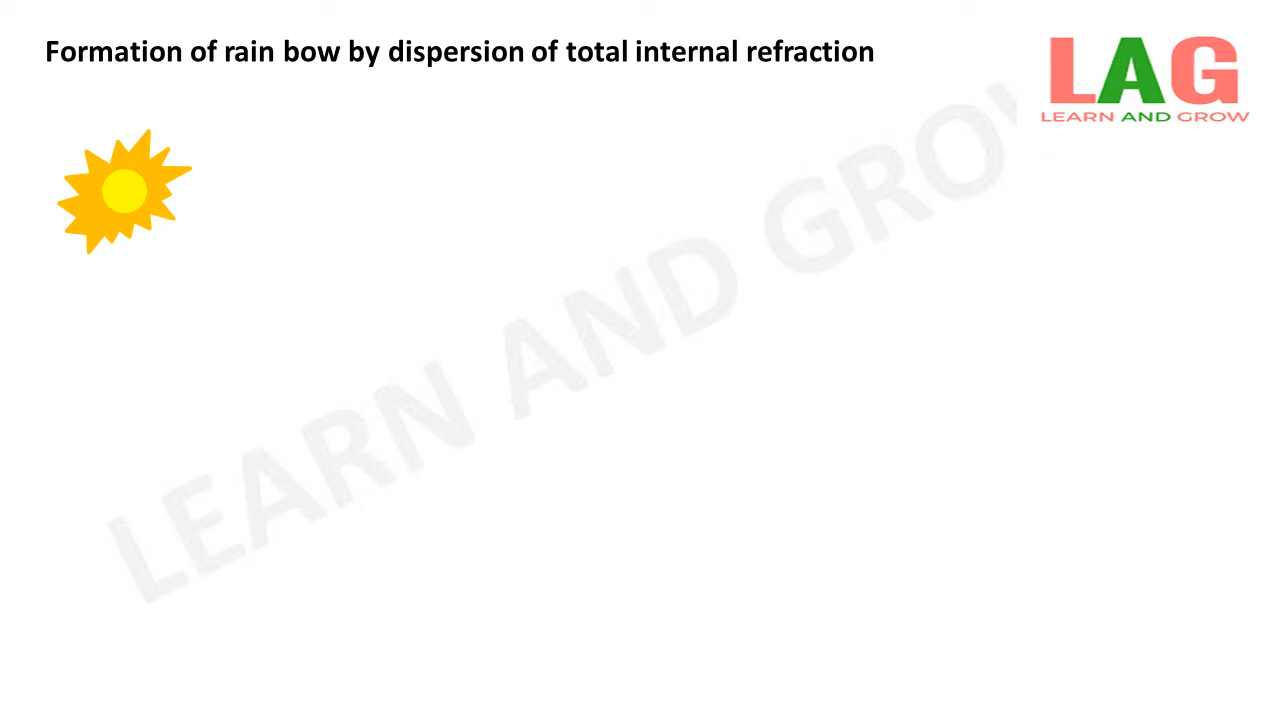 Formation of rain bow by dispersion of total internal refraction
LAG
LEARN AND GROW
LEARN AND GROW